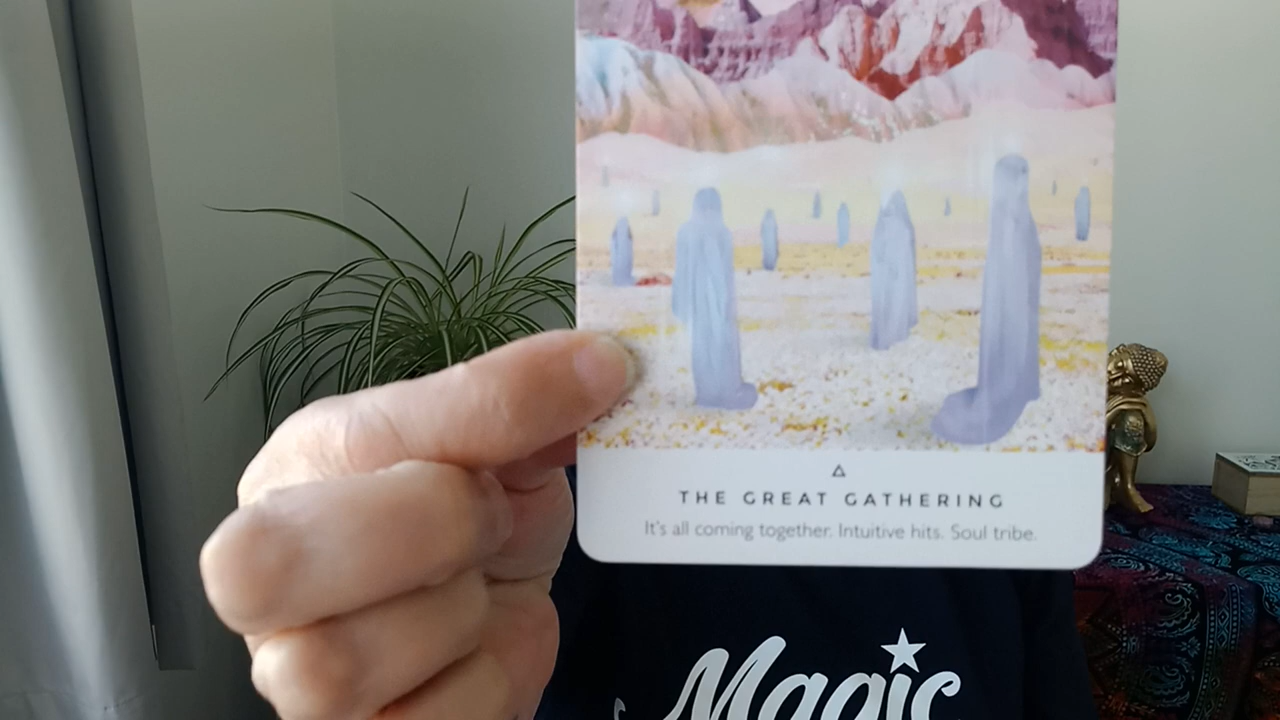 THE GREAT GATHERING
It's all coming together. Intuitive hits. Soul tribe.
Magic